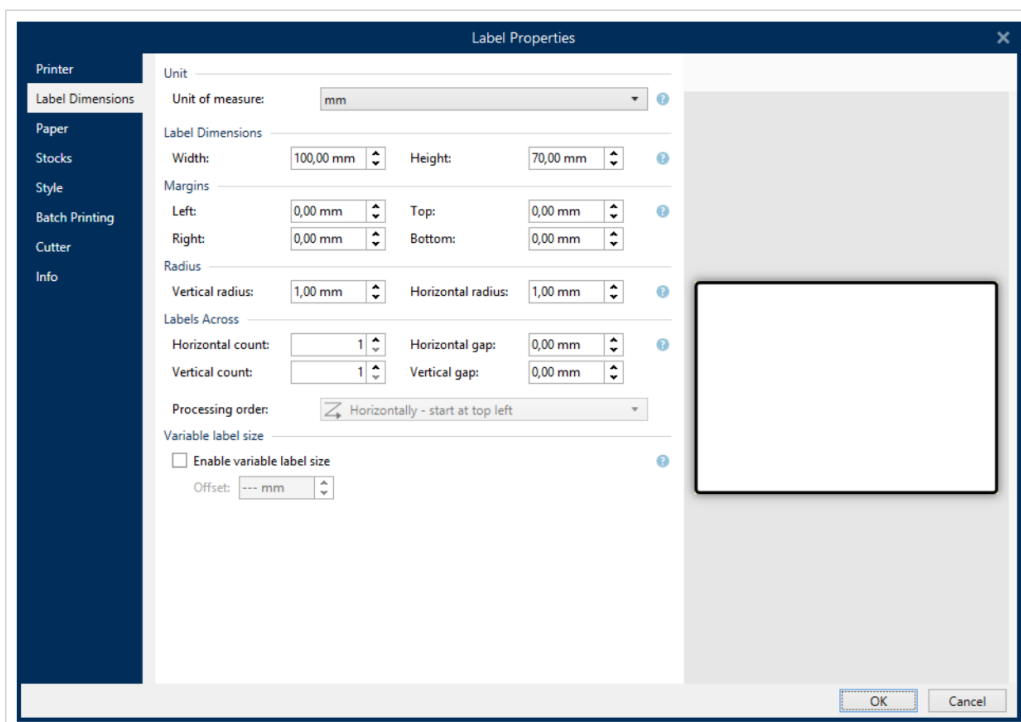 Label Properties
Printer
Label Dimensions
Paper
Stocks
Style
Batch Printing
Cutter
Info
Unit
Unit of measure: mm
Label Dimensions
Width: 100,00 mm Height: 70,00 mm
Margins
Left: 0,00 mm Top: 0,00 mm
Right: 0,00 mm Bottom: 0,00 mm
Radius
Vertical radius: 1,00 mm Horizontal radius: 1,00 mm
Labels Across
Horizontal count: 1 Horizontal gap: 0,00 mm
Vertical count: 1 Vertical gap: 0,00 mm
Processing order: Horizontally - start at top left
Variable label size
Enable variable label size
Offset: --- mm
OK Cancel